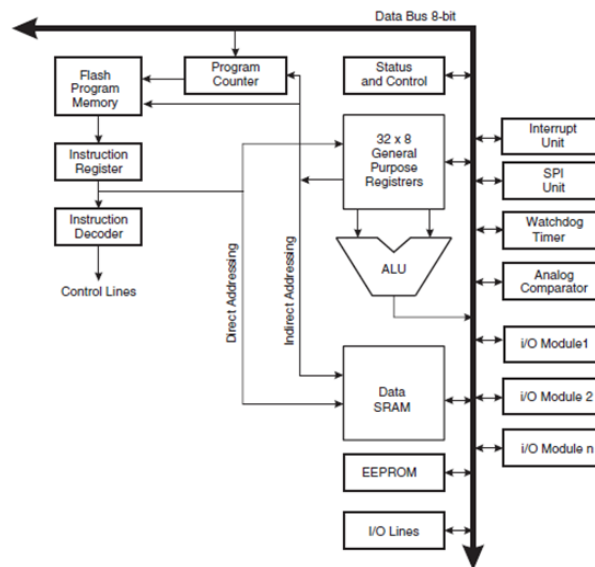 Data Bus 8-bit
Flash
Program
Memory
Program
Counter
Status
and Control
Instruction
Register
32 x 8
General
Purpose
Registrers
Interrupt
Unit
SPI
Unit
Instruction
Decoder
Watchdog
Timer
Control Lines
Direct Addressing
Indirect Addressing
ALU
Analog
Comparator
i/O Module1
Data
SRAM
i/O Module 2
i/O Module n
EEPROM
I/O Lines